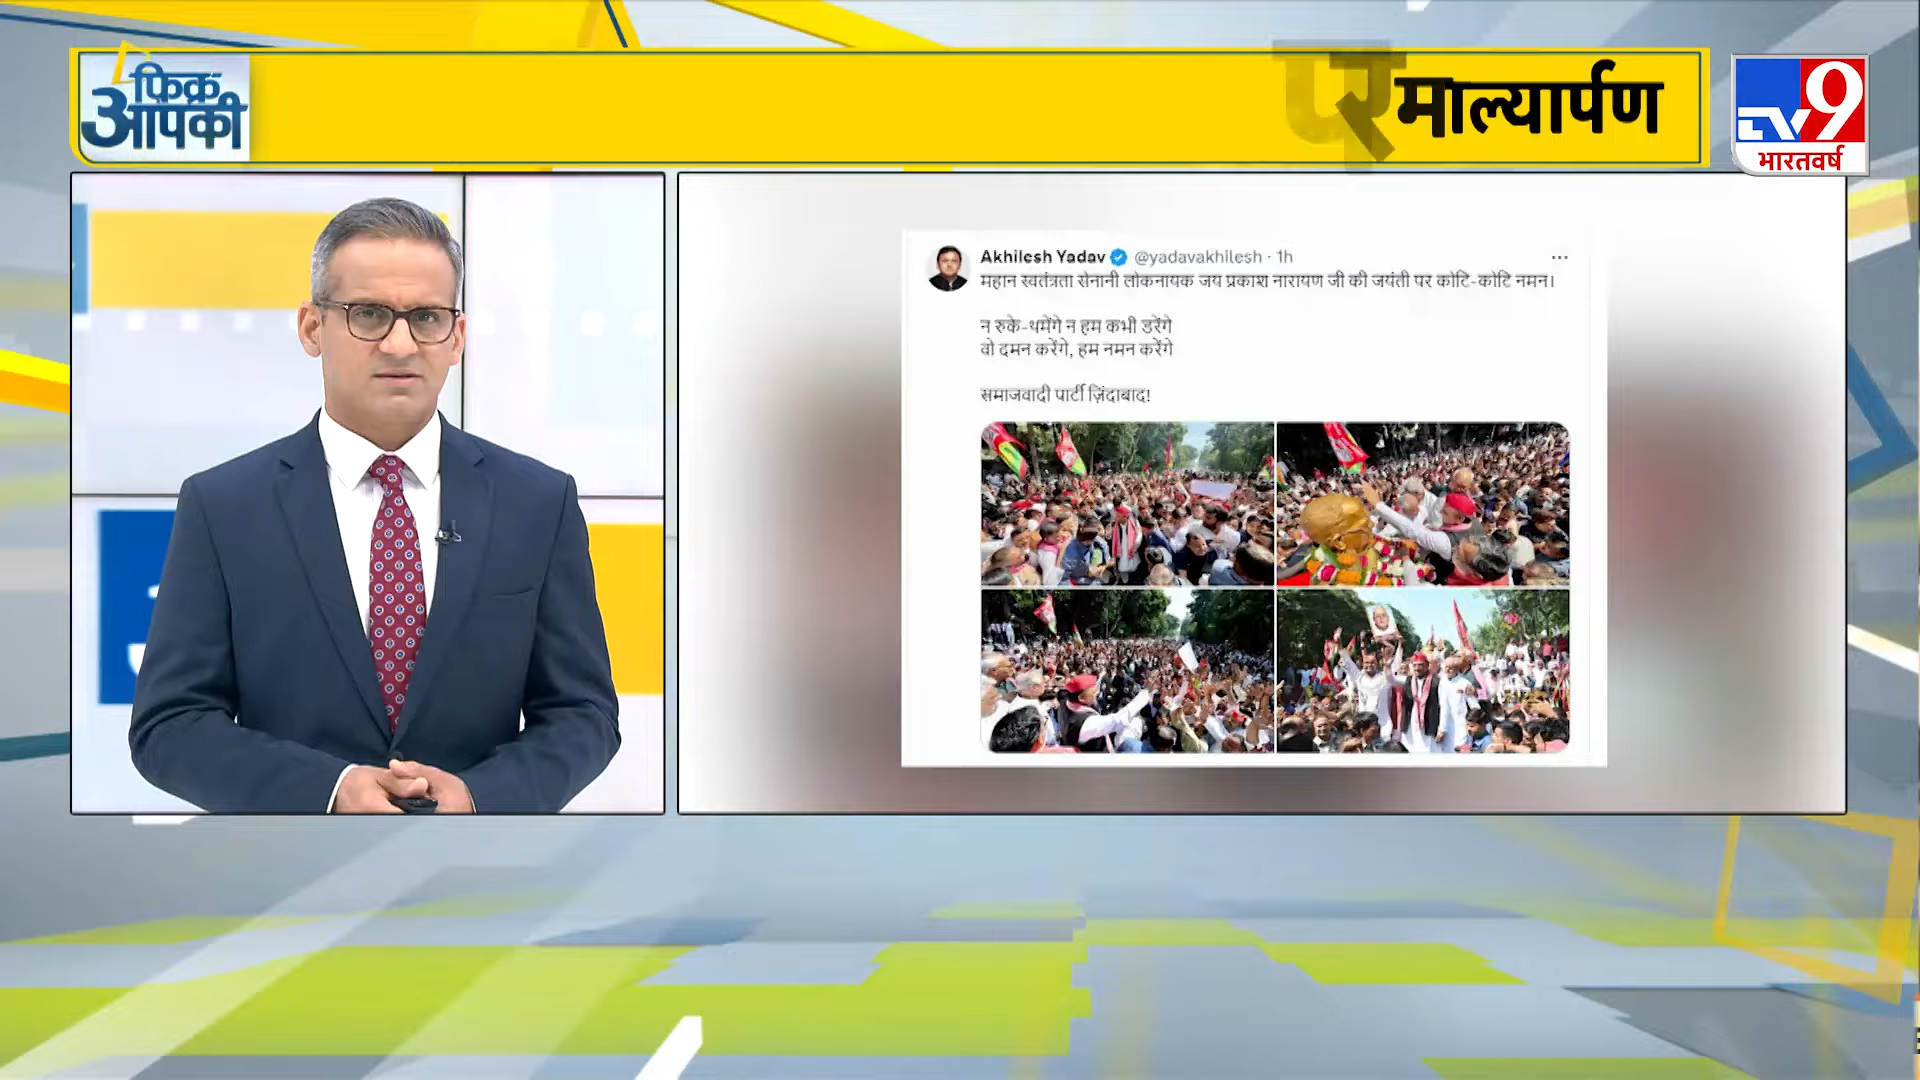 फिक्र
आपकी
पर माल्यार्पण
TV9
भारतवर्ष
Akhilesh Yadav @yadavakhilesh · 1h
महान स्वतंत्रता सेनानी लोकनायक जय प्रकाश नारायण जी की जयंती पर कोटि-कोटि नमन।
न रुके-थमेंगे न हम कभी डरेंगे
वो दमन करेंगे, हम नमन करेंगे
समाजवादी पार्टी ज़िंदाबाद!